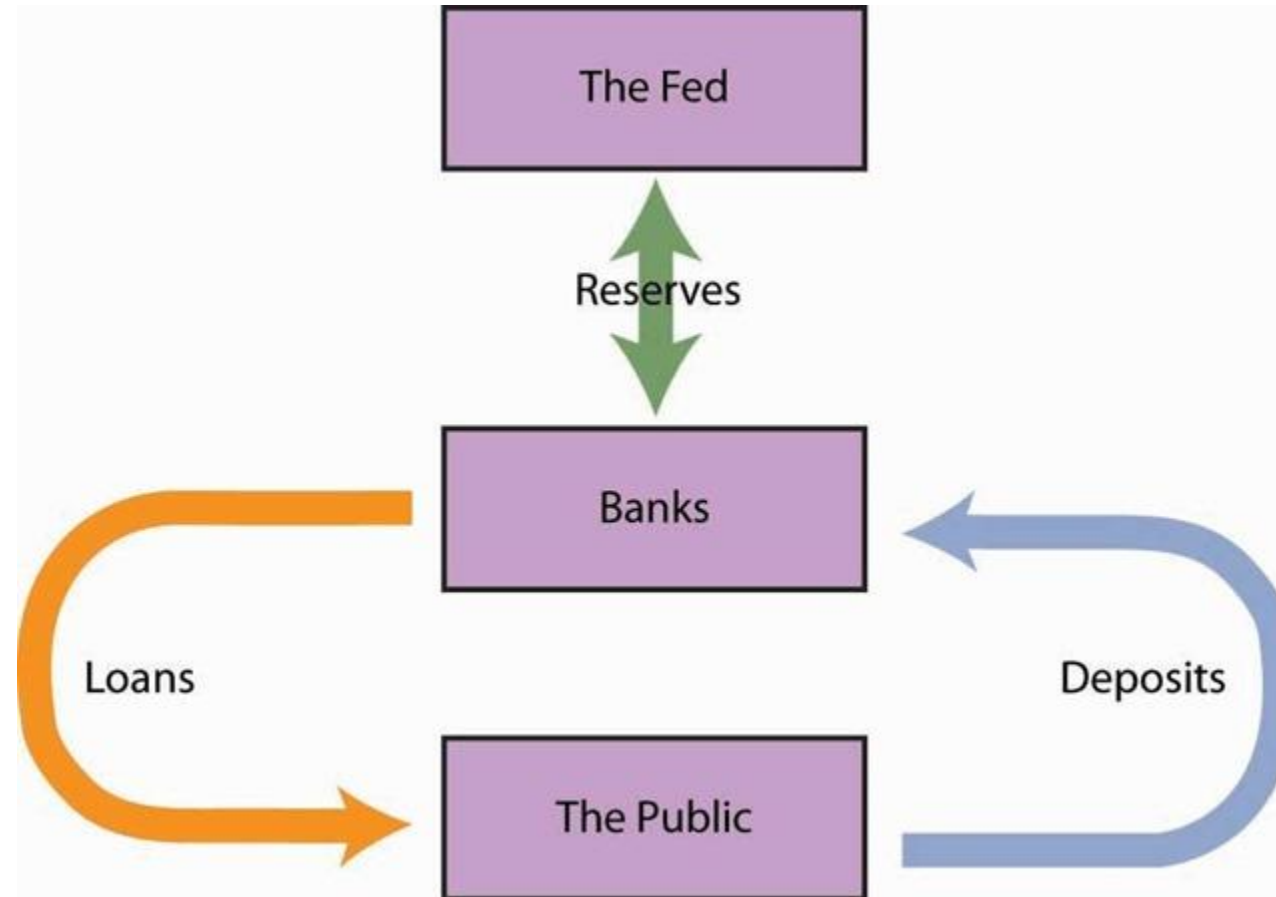 The Fed
Reserves
Banks
Loans
Deposits
The Public